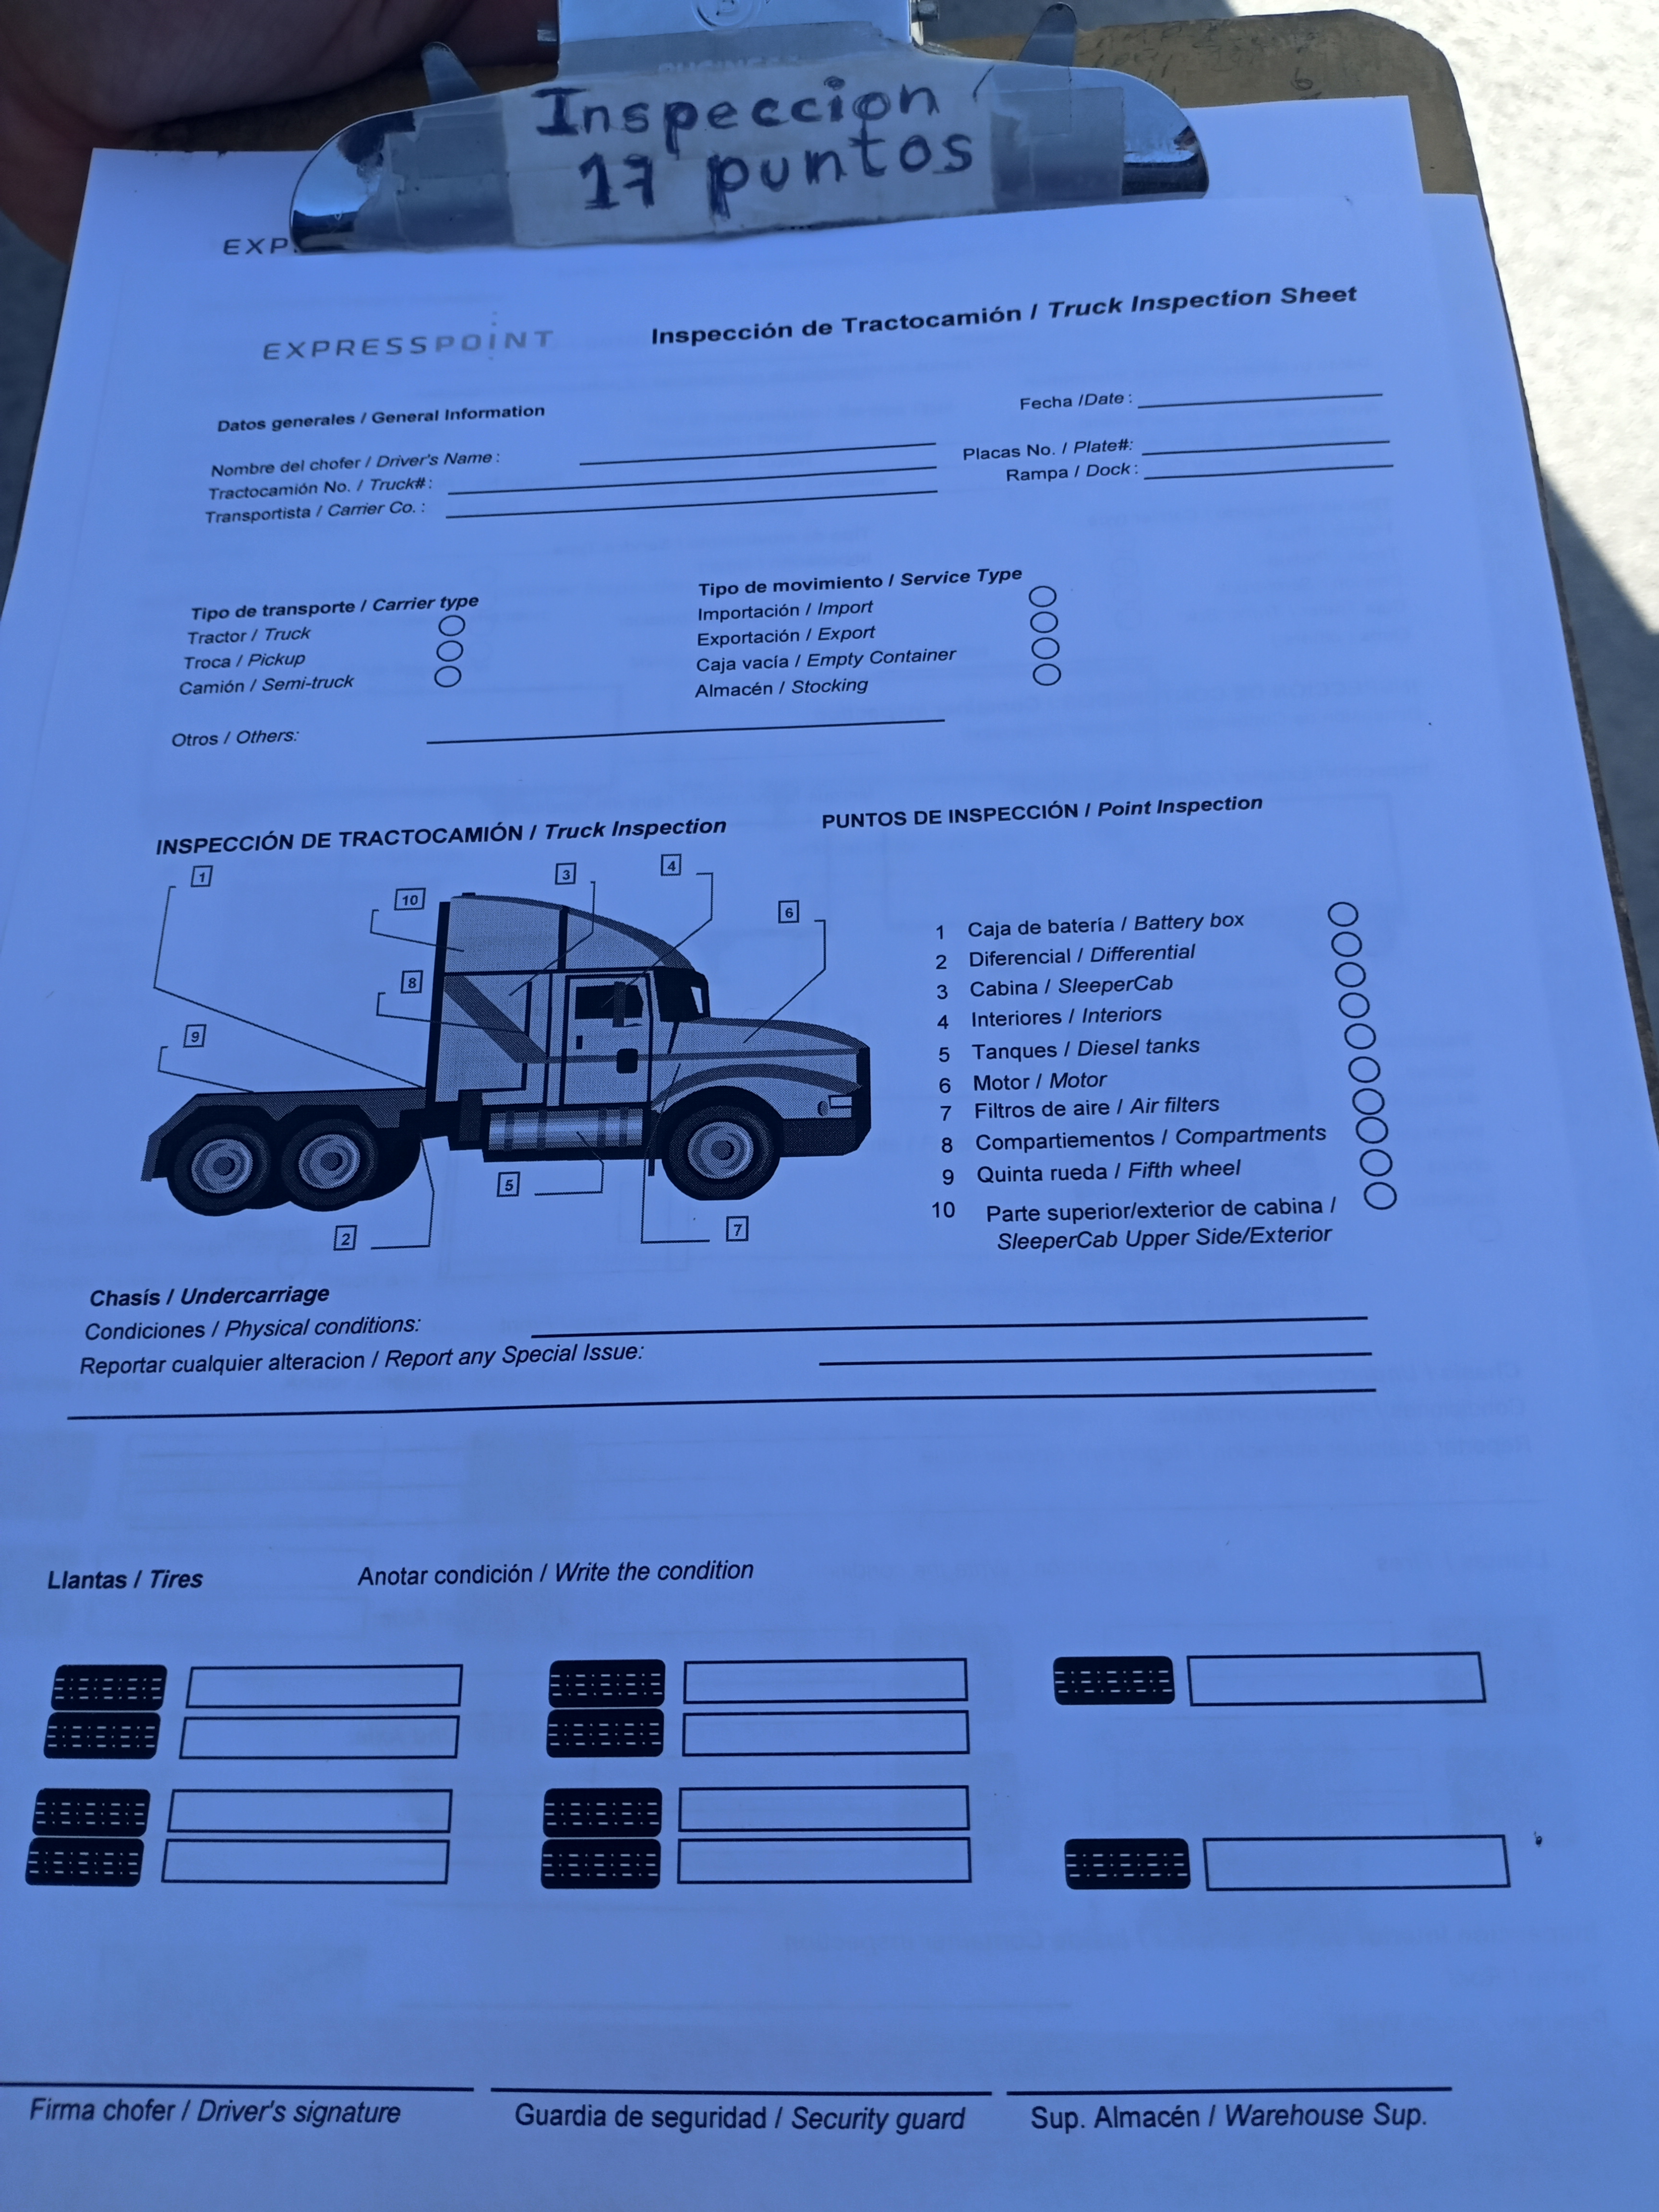 Inspeccion
17 puntos
EXP
EXPRESSPOINT
Inspección de Tractocamión / Truck Inspection Sheet
Datos generales / General Information
Fecha /Date :
Nombre del chofer / Driver's Name :
Placas No. / Plate#:
Tractocamión No. / Truck# :
Rampa / Dock :
Transportista / Carrier Co. :
Tipo de transporte / Carrier type
Tractor / Truck
Troca / Pickup
Camión / Semi-truck
Tipo de movimiento / Service Type
Importación / Import
Exportación / Export
Caja vacía / Empty Container
Almacén / Stocking
Otros / Others:
INSPECCIÓN DE TRACTOCAMIÓN / Truck Inspection
1
3
4
10
6
8
9
5
2
7
PUNTOS DE INSPECCIÓN / Point Inspection
1 Caja de batería / Battery box
2 Diferencial / Differential
3 Cabina / SleeperCab
4 Interiores / Interiors
5 Tanques / Diesel tanks
6 Motor / Motor
7 Filtros de aire / Air filters
8 Compartiementos / Compartments
9 Quinta rueda / Fifth wheel
10 Parte superior/exterior de cabina /
SleeperCab Upper Side/Exterior
Chasís / Undercarriage
Condiciones / Physical conditions:
Reportar cualquier alteracion / Report any Special Issue:
Llantas / Tires
Anotar condición / Write the condition
Firma chofer / Driver's signature
Guardia de seguridad / Security guard
Sup. Almacén / Warehouse Sup.